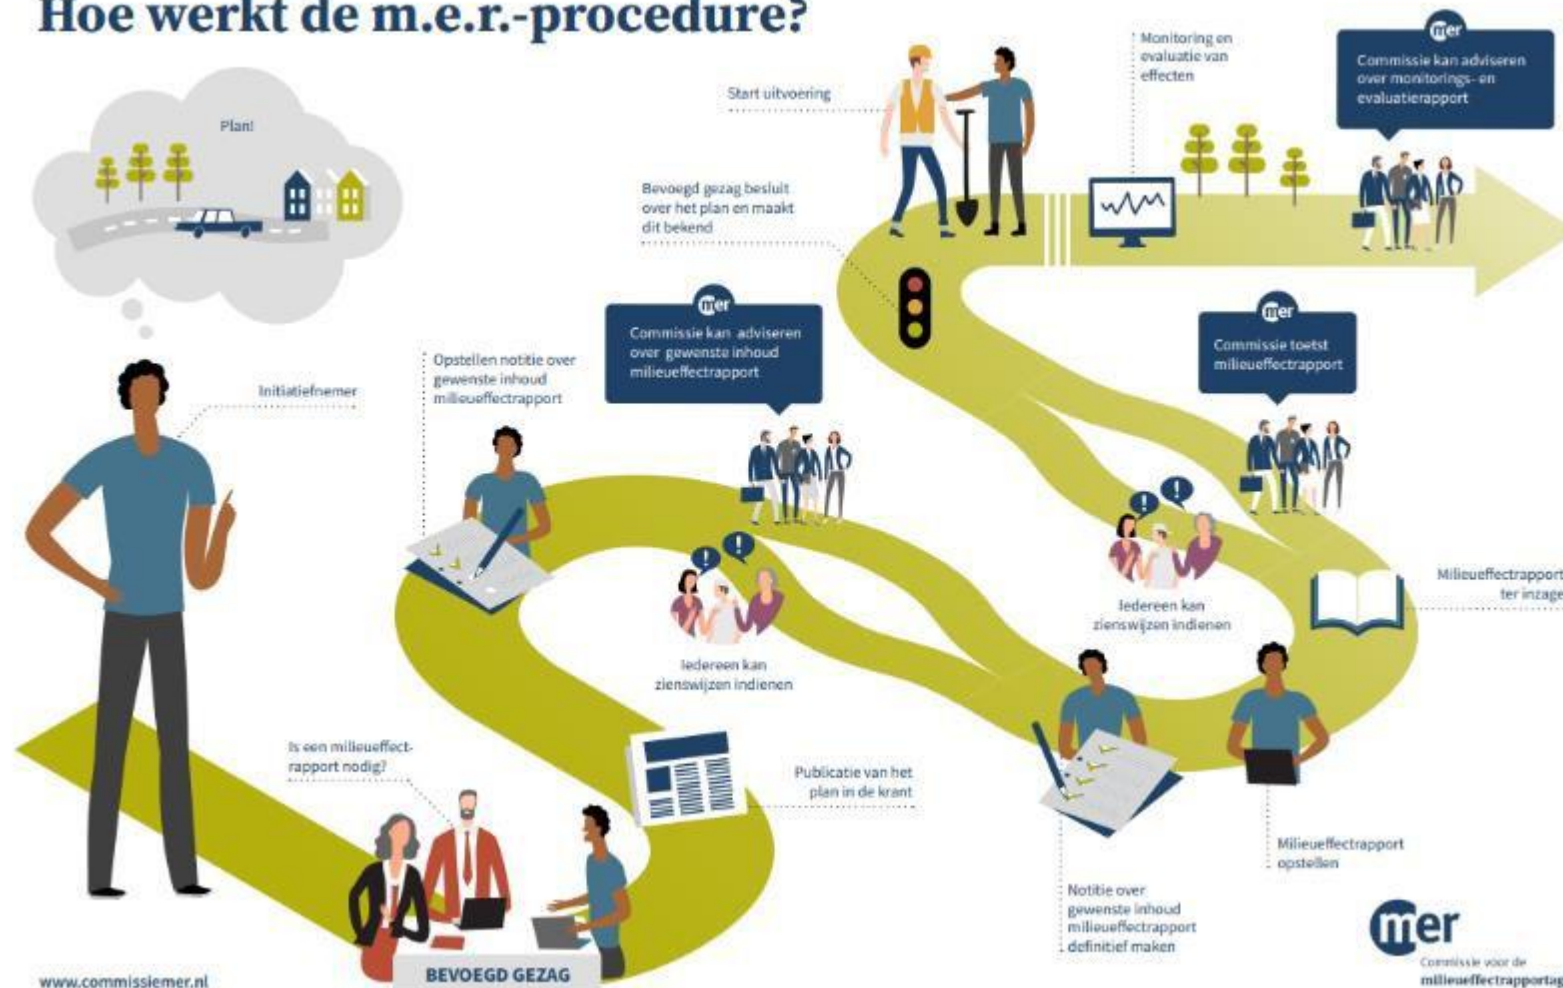 Hoe werkt de m.e.r.-procedure?
Plan!
Initiatiefnemer
Is een milieueffect-
rapport nodig?
BEVOEGD GEZAG
Publicatie van het
plan in de krant
Opstellen notitie over
gewenste inhoud
milieueffectrapport
mer
Commissie kan adviseren
over gewenste inhoud
milieueffectrapport
Iedereen kan
zienswijzen indienen
Notitie over
gewenste inhoud
milieueffectrapport
definitief maken
Milieueffectrapport
opstellen
Milieueffectrapport
ter inzage
mer
Commissie toetst
milieueffectrapport
Iedereen kan
zienswijzen indienen
Bevoegd gezag besluit
over het plan en maakt
dit bekend
Start uitvoering
Monitoring en
evaluatie van
effecten
mer
Commissie kan adviseren
over monitorings- en
evaluatierapport
www.commissiemer.nl
mer
Commissie voor de
milieueffectrapportag